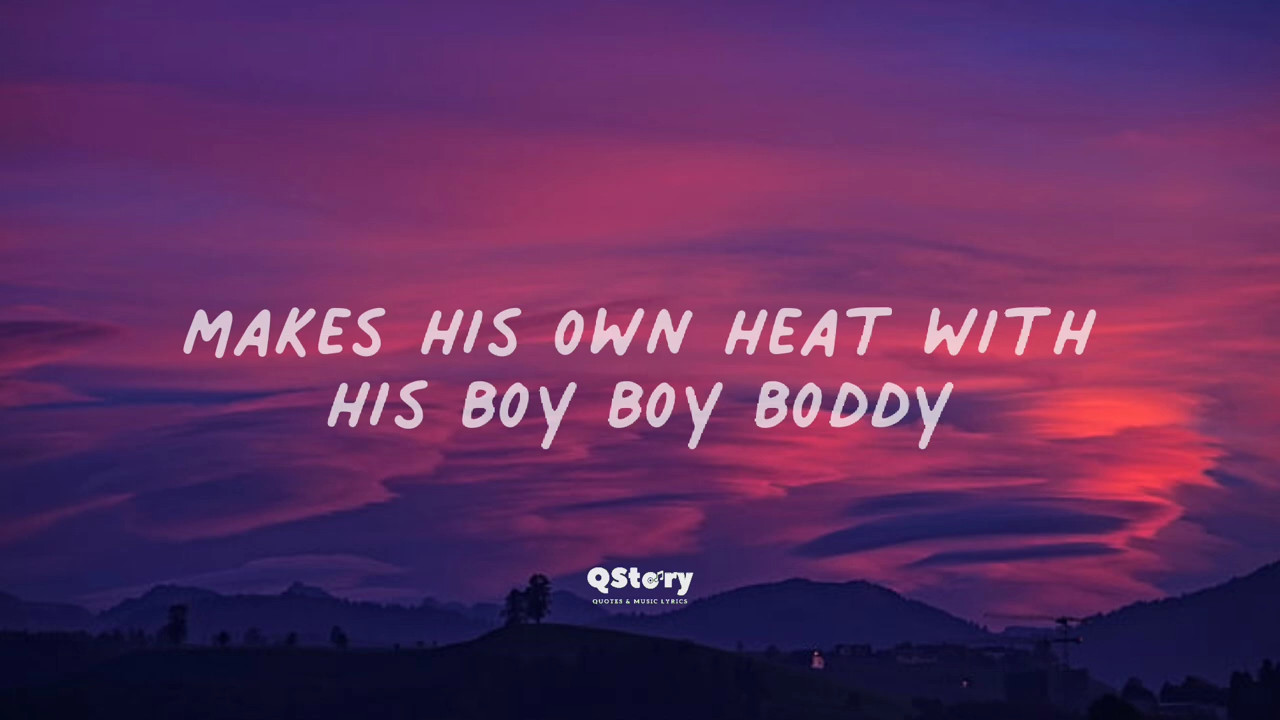 MAKES HIS OWN HEAT WITH
HIS BOY BOY BODDY
QStory
QUOTES & MUSIC LYRICS